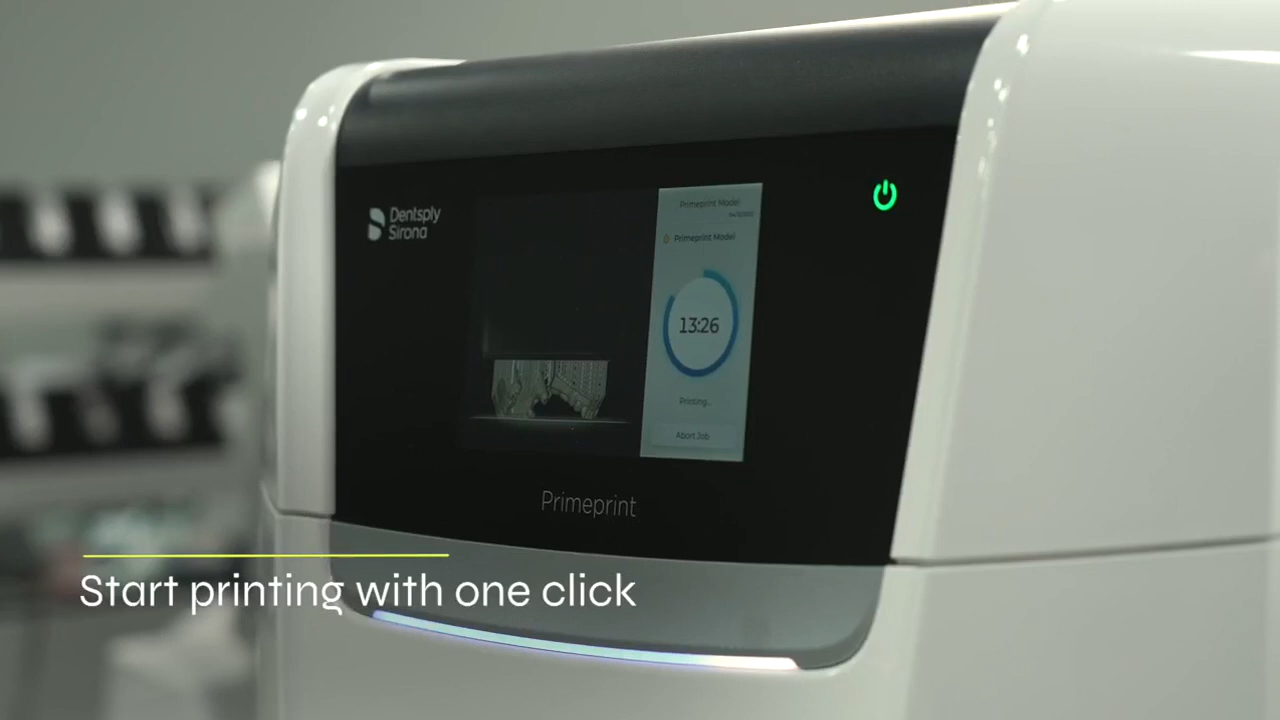 Dentsply
Sirona
Primeprint Model
Primeprint Model
13:26
Printing...
Abort Job
Primeprint
Start printing with one click